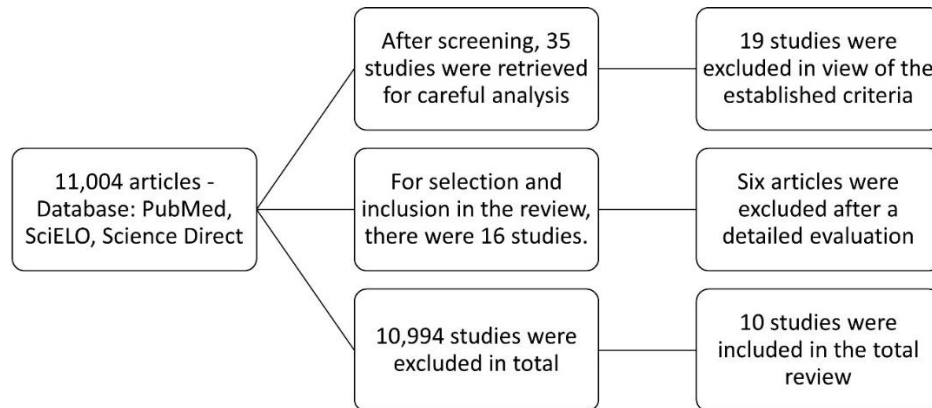 After screening, 35
studies were retrieved
for careful analysis
19 studies were
excluded in view of the
established criteria
11,004 articles -
Database: PubMed,
SciELO, Science Direct
For selection and
inclusion in the review,
there were 16 studies.
Six articles were
excluded after a
detailed evaluation
10,994 studies were
excluded in total
10 studies were
included in the total
review